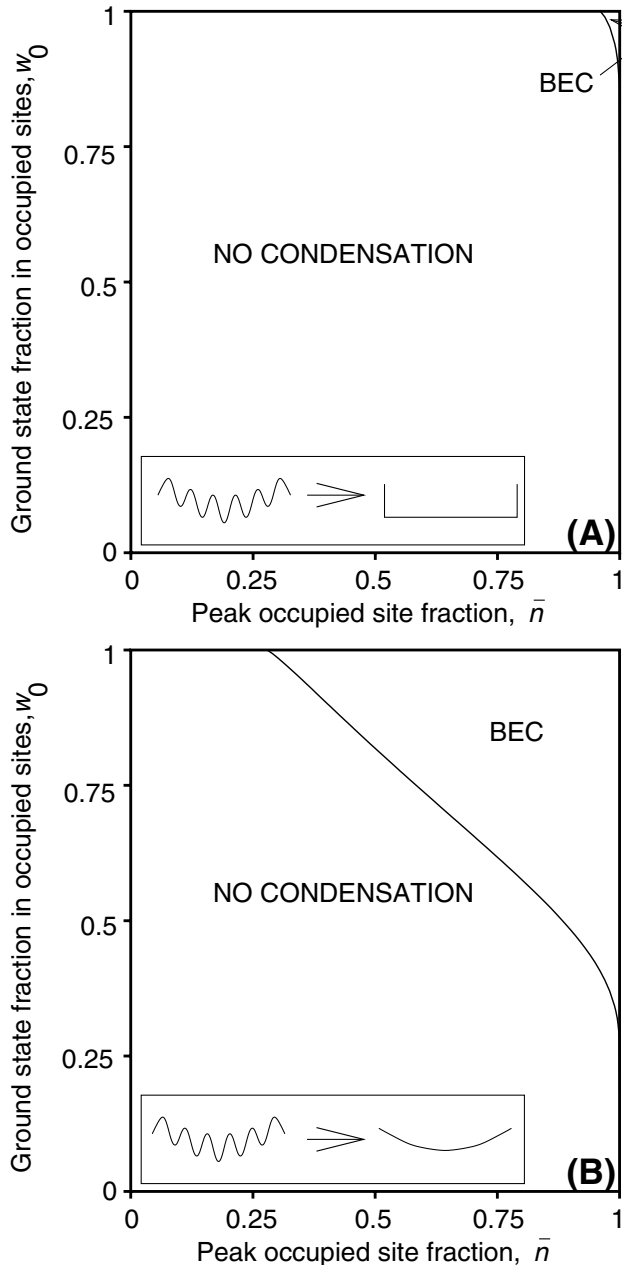 1
0.75
0.5
0.25
0
Ground state fraction in occupied sites, w0
BEC
NO CONDENSATION
(A)
0 0.25 0.5 0.75 1
Peak occupied site fraction, n̄
1
0.75
0.5
0.25
0
Ground state fraction in occupied sites, w0
BEC
NO CONDENSATION
(B)
0 0.25 0.5 0.75 1
Peak occupied site fraction, n̄